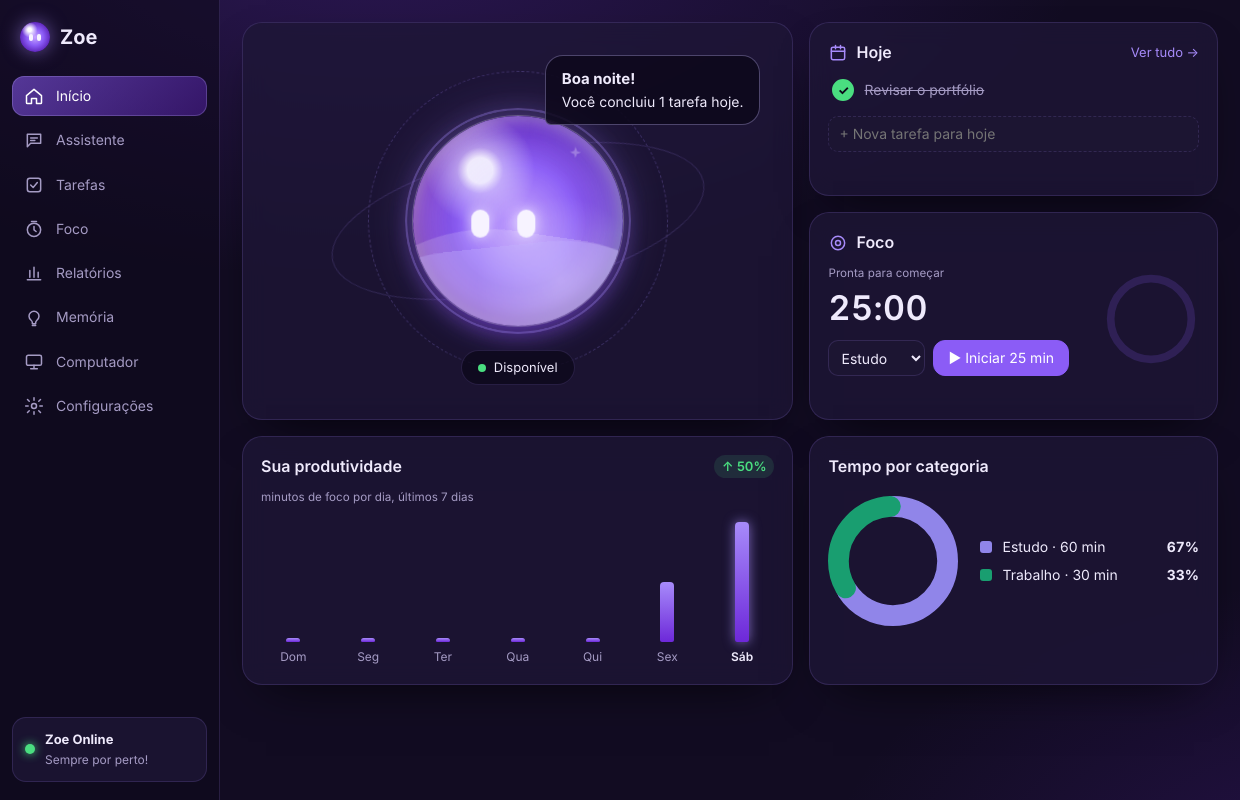 Zoe
Início
Assistente
Tarefas
Foco
Relatórios
Memória
Computador
Configurações
Zoe Online
Sempre por perto!
Boa noite!
Você concluiu 1 tarefa hoje.
Disponível
Hoje
Ver tudo →
Revisar o portfólio
+ Nova tarefa para hoje
Foco
Pronta para começar
25:00
Estudo
▶ Iniciar 25 min
Sua produtividade
↑ 50%
minutos de foco por dia, últimos 7 dias
Dom Seg Ter Qua Qui Sex Sáb
Tempo por categoria
Estudo · 60 min 67%
Trabalho · 30 min 33%